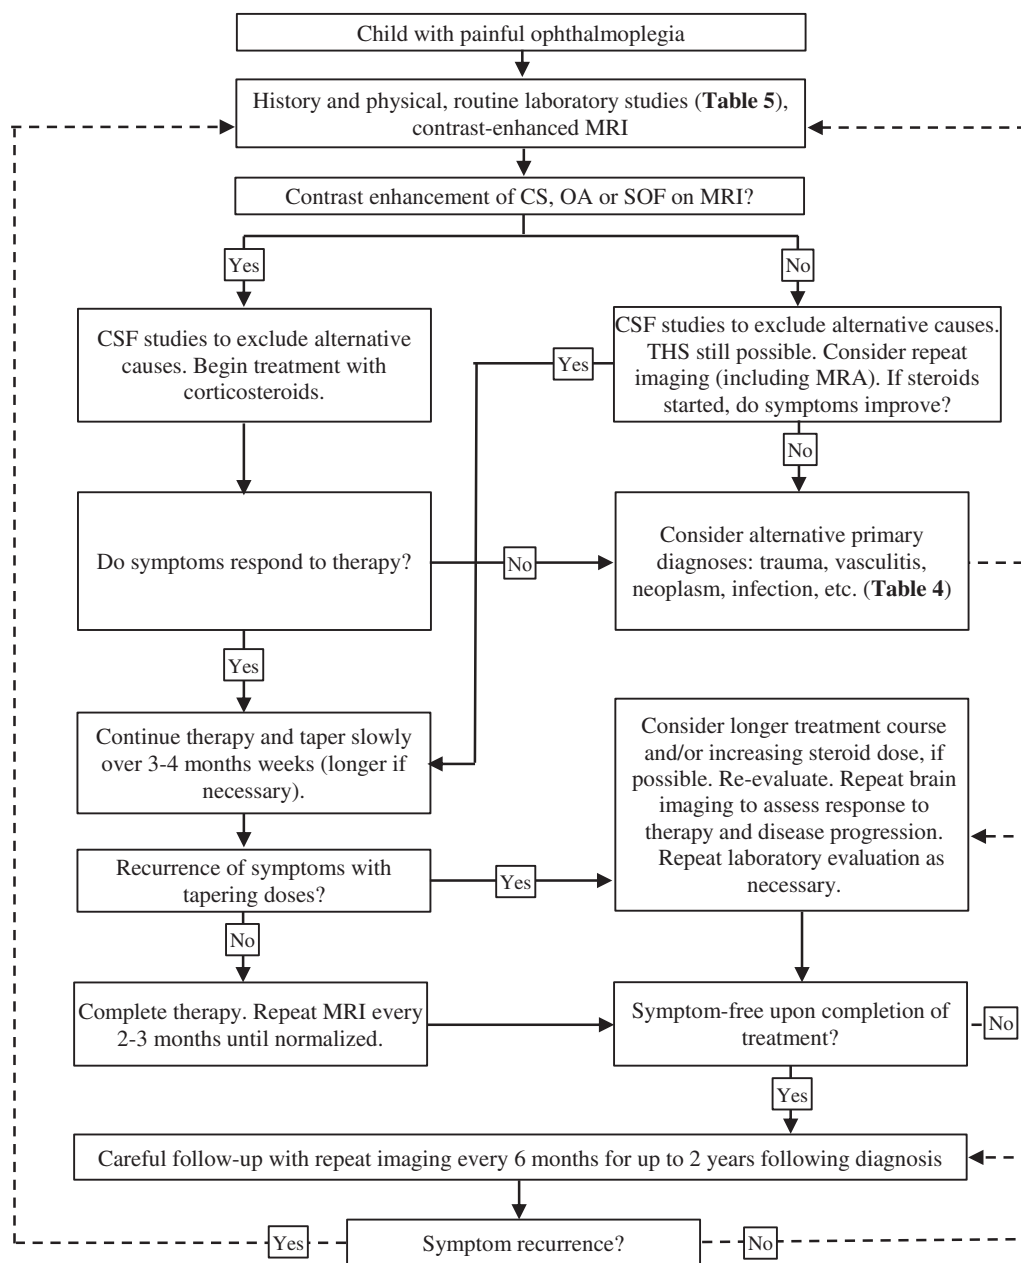 Child with painful ophthalmoplegia
History and physical, routine laboratory studies (Table 5),
contrast-enhanced MRI
Contrast enhancement of CS, OA or SOF on MRI?
Yes
No
CSF studies to exclude alternative
causes. Begin treatment with
corticosteroids.
CSF studies to exclude alternative causes.
THS still possible. Consider repeat
imaging (including MRA). If steroids
started, do symptoms improve?
Yes
No
Do symptoms respond to therapy?
No
Consider alternative primary
diagnoses: trauma, vasculitis,
neoplasm, infection, etc. (Table 4)
Yes
Continue therapy and taper slowly
over 3-4 months weeks (longer if
necessary).
Consider longer treatment course
and/or increasing steroid dose, if
possible. Re-evaluate. Repeat brain
imaging to assess response to
therapy and disease progression.
Repeat laboratory evaluation as
necessary.
Recurrence of symptoms with
tapering doses?
Yes
No
Complete therapy. Repeat MRI every
2-3 months until normalized.
Symptom-free upon completion of
treatment?
No
Yes
Careful follow-up with repeat imaging every 6 months for up to 2 years following diagnosis
Yes
Symptom recurrence?
No